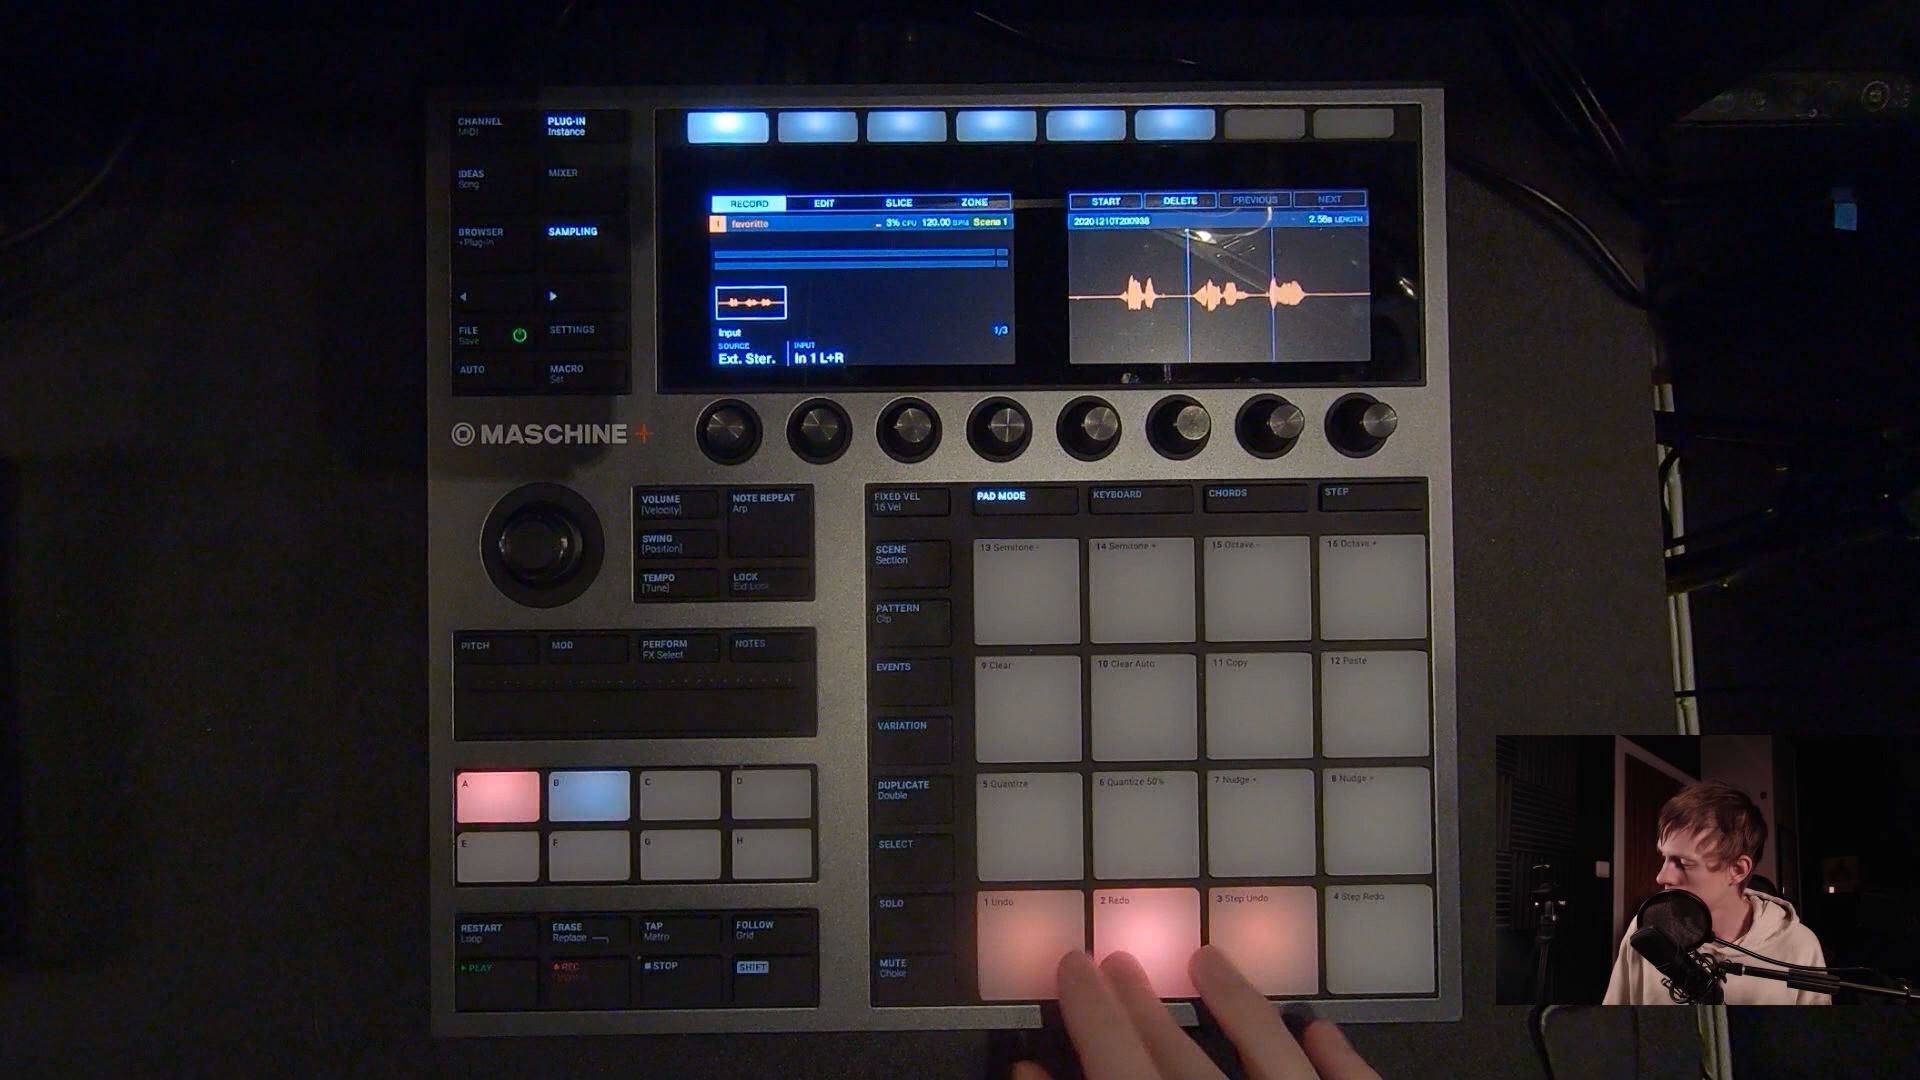 CHANNEL
MIDI
PLUG-IN
Instance
IDEAS
Song
MIXER
BROWSER
+Plug-in
SAMPLING
FILE
Save
SETTINGS
AUTO
MACRO
Set
RECORD EDIT SLICE ZONE
1 favoritto 3% CPU 120.00 BPM Scene 1
Input 1/3
SOURCE INPUT
Ext. Ster. In 1 L+R
START DELETE PREVIOUS NEXT
20201210T200938 2.58s LENGTH
MASCHINE+
VOLUME
[Velocity]
NOTE REPEAT
Arp
SWING
[Position]
TEMPO
[Tune]
LOCK
Ext Lock
FIXED VEL
16 Vel
PAD MODE
KEYBOARD
CHORDS
STEP
SCENE
Section
PATTERN
Clip
EVENTS
VARIATION
DUPLICATE
Double
SELECT
SOLO
MUTE
Choke
13 Semitone -
14 Semitone +
15 Octave -
16 Octave +
9 Clear
10 Clear Auto
11 Copy
12 Paste
5 Quantize
6 Quantize 50%
7 Nudge <
8 Nudge >
1 Undo
2 Redo
3 Step Undo
4 Step Redo
PITCH
MOD
PERFORM
FX Select
NOTES
A
B
C
D
E
F
G
H
RESTART
Loop
ERASE
Replace
TAP
Metro
FOLLOW
Grid
PLAY
REC
STOP
SHIFT